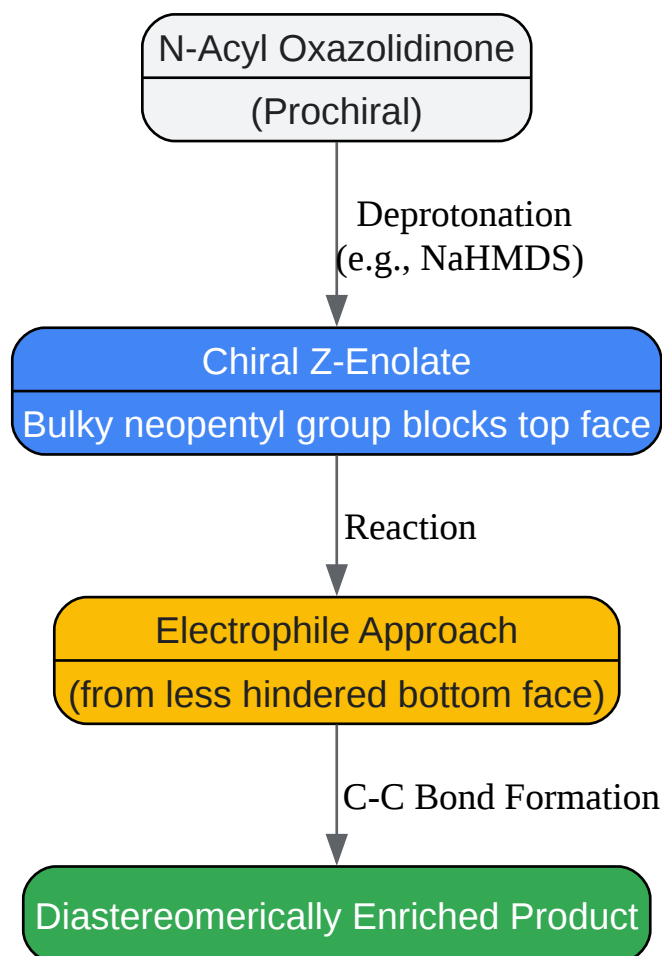 N-Acyl Oxazolidinone
(Prochiral)
Deprotonation
(e.g., NaHMDS)
Chiral Z-Enolate
Bulky neopentyl group blocks top face
Reaction
Electrophile Approach
(from less hindered bottom face)
C-C Bond Formation
Diastereomerically Enriched Product